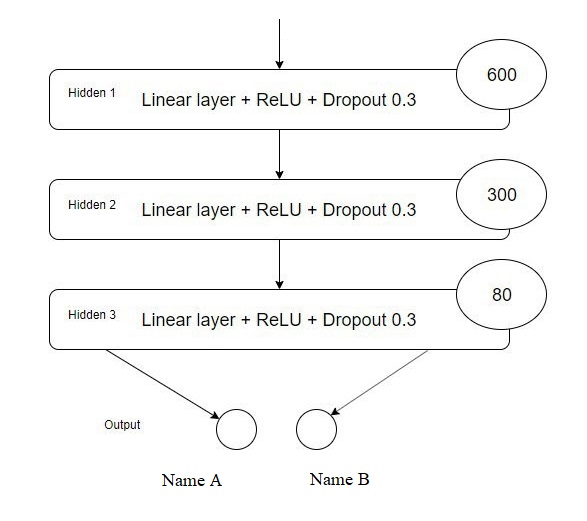 600
Hidden 1 Linear layer + ReLU + Dropout 0.3
300
Hidden 2 Linear layer + ReLU + Dropout 0.3
80
Hidden 3 Linear layer + ReLU + Dropout 0.3
Output
Name A Name B